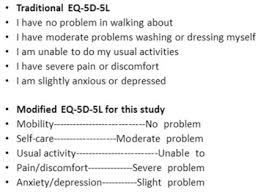 • Traditional EQ-5D-5L
• I have no problem in walking about
• I have moderate problems washing or dressing myself
• I am unable to do my usual activities
• I have severe pain or discomfort
• I am slightly anxious or depressed
• Modified EQ-5D-5L for this study
• Mobility----------------------------No problem
• Self-care-------------------Moderate problem
• Usual activity-----------------Unable to
• Pain/discomfort-------------Severe problem
• Anxiety/depression-----------Slight problem